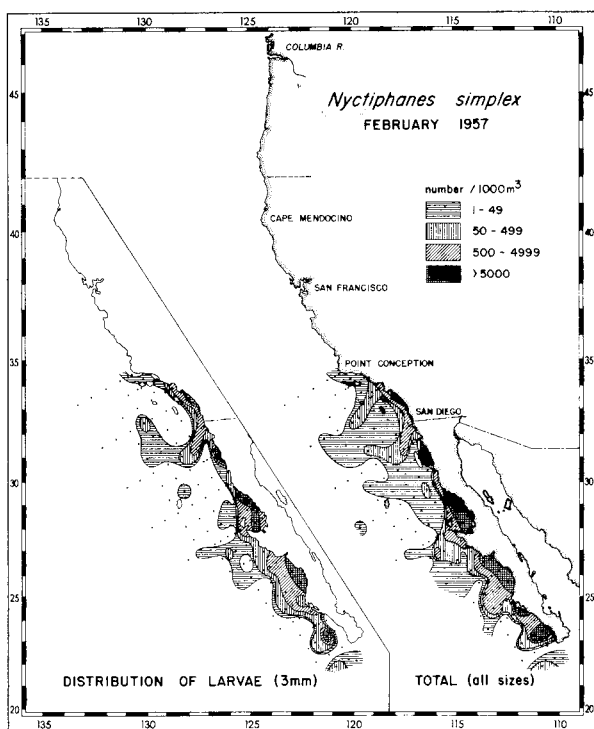 135 130 125 120 115 110
COLUMBIA R.
Nyctiphanes simplex
FEBRUARY 1957
number / 1000m³
1 - 49
50 - 499
500 - 4999
>5000
CAPE MENDOCINO
SAN FRANCISCO
POINT CONCEPTION
SAN DIEGO
45 45
40 40
35 35
30 30
25 25
20 20
DISTRIBUTION OF LARVAE (3mm) TOTAL (all sizes)
135 130 125 120 115 110